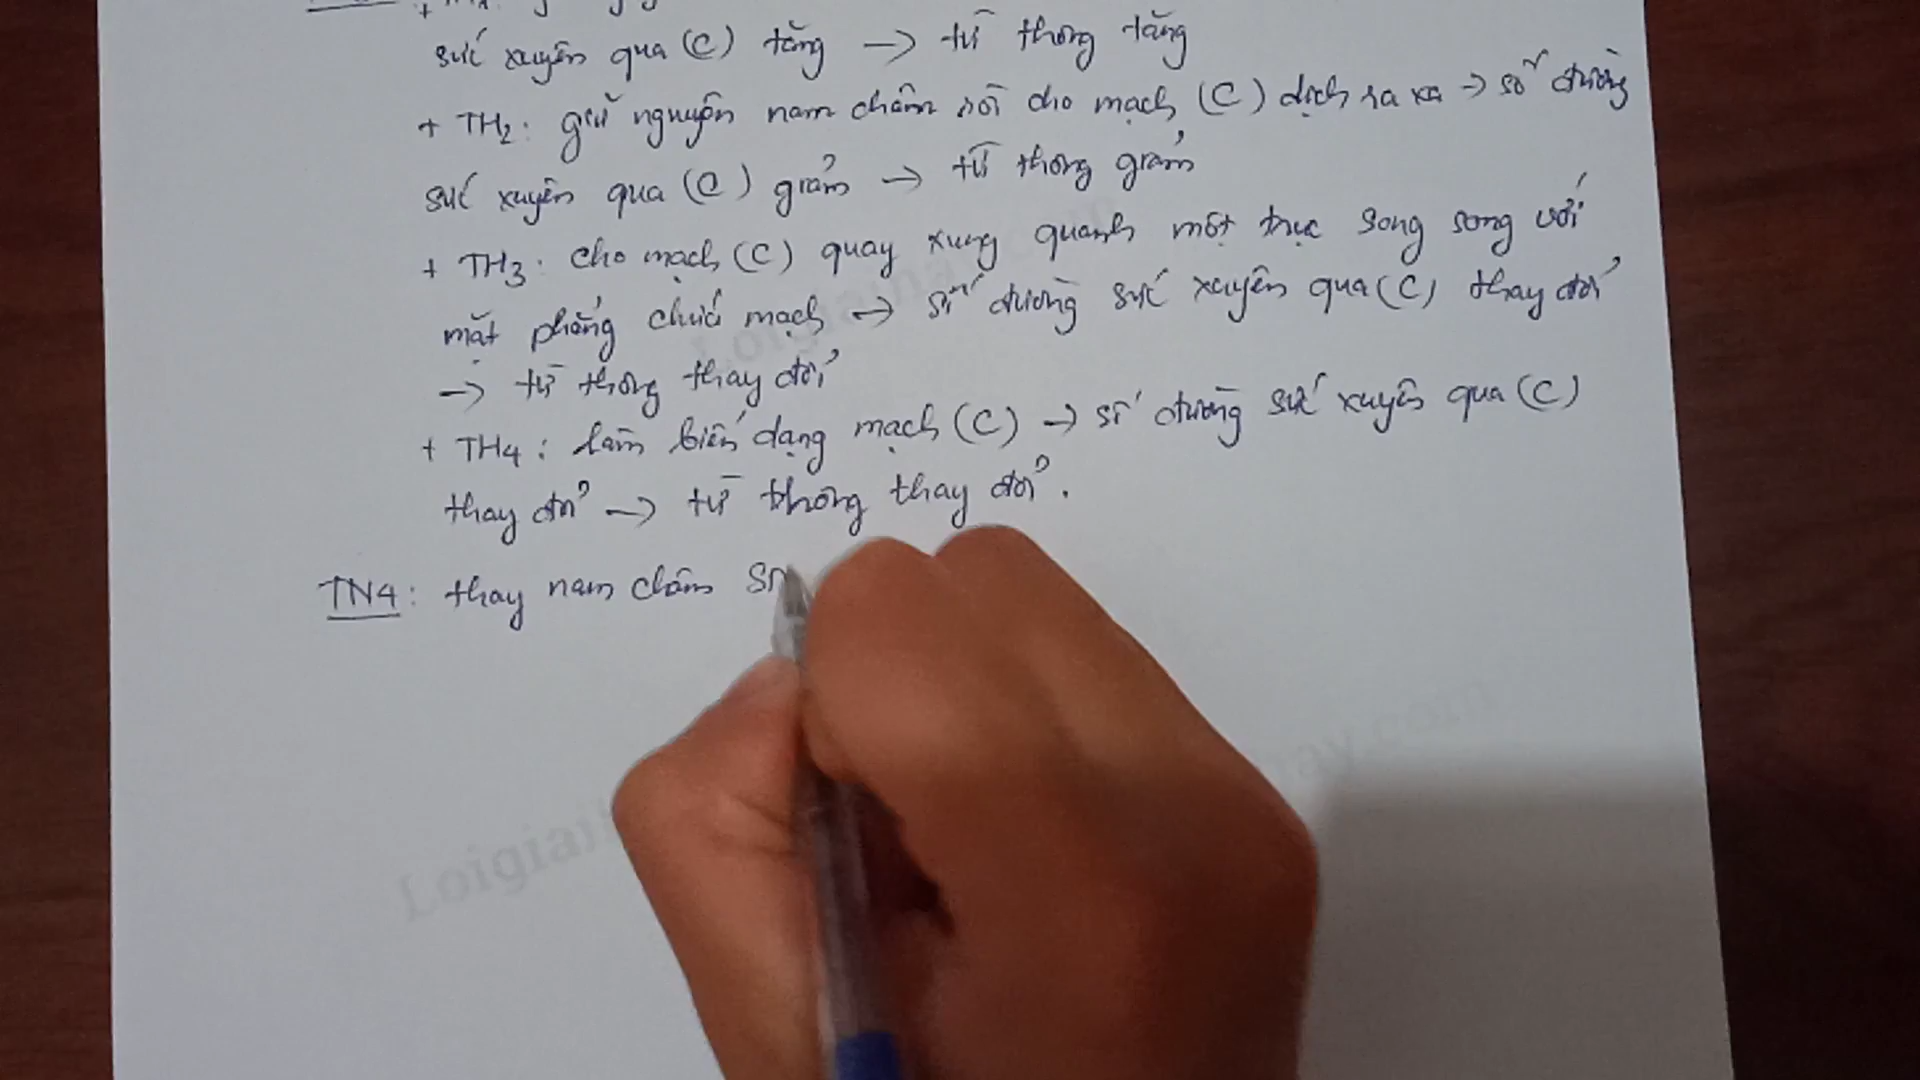 sức xuyên qua (C) tăng → từ thông tăng
+ TH2: giữ nguyên nam châm rồi cho mạch (C) dịch ra xa → số đường
sức xuyên qua (C) giảm → từ thông giảm
+ TH3: cho mạch (C) quay xung quanh một trục song song với
mặt phẳng chứa mạch → số đường sức xuyên qua (C) thay đổi
→ từ thông thay đổi
+ TH4: làm biến dạng mạch (C) → số đường sức xuyên qua (C)
thay đổi → từ thông thay đổi.
TN4: thay nam châm SN